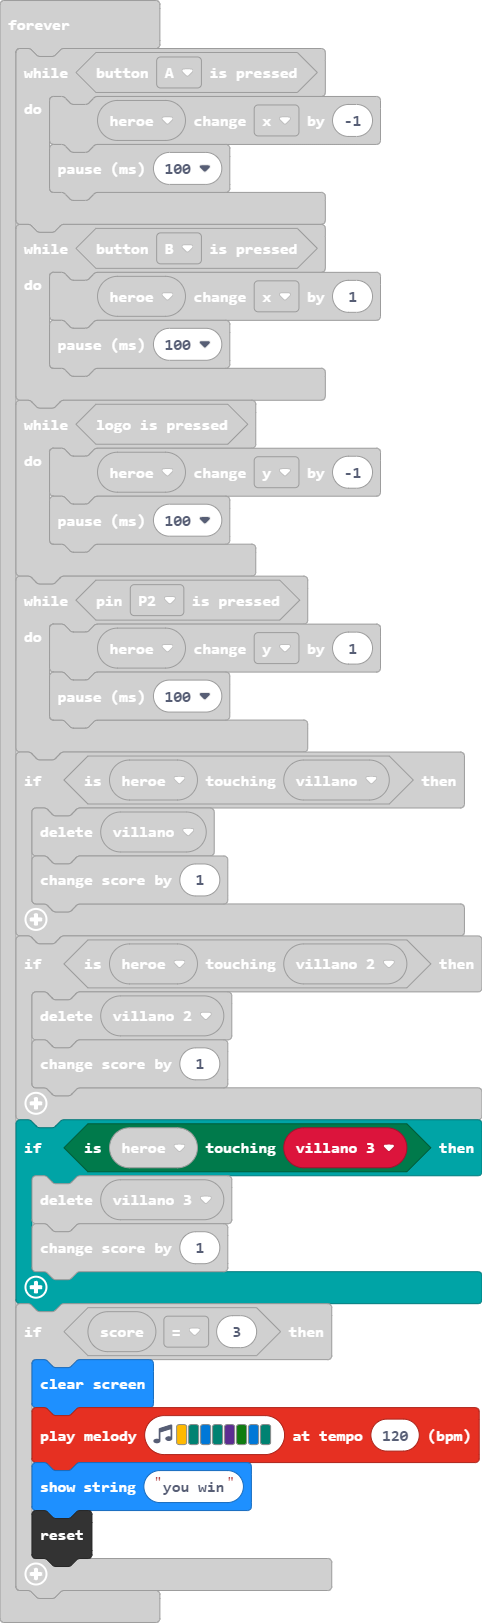 forever
while button A is pressed
do heroe change x by -1
pause (ms) 100
while button B is pressed
do heroe change x by 1
pause (ms) 100
while logo is pressed
do heroe change y by -1
pause (ms) 100
while pin P2 is pressed
do heroe change y by 1
pause (ms) 100
if is heroe touching villano then
delete villano
change score by 1
if is heroe touching villano 2 then
delete villano 2
change score by 1
if is heroe touching villano 3 then
delete villano 3
change score by 1
if score = 3 then
clear screen
play melody at tempo 120 (bpm)
show string "you win"
reset